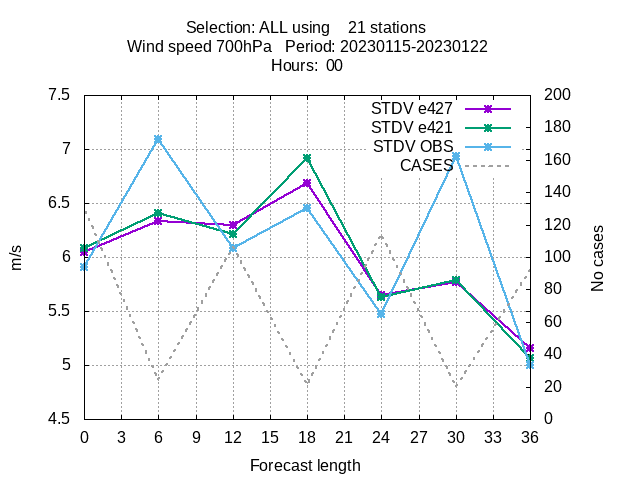 Selection: ALL using 21 stations
Wind speed 700hPa Period: 20230115-20230122
Hours: 00
7.5
7
6.5
6
5.5
5
4.5
m/s
STDV e427
STDV e421
STDV OBS
CASES
200
180
160
140
120
100
80
60
40
20
0
No cases
0 3 6 9 12 15 18 21 24 27 30 33 36
Forecast length